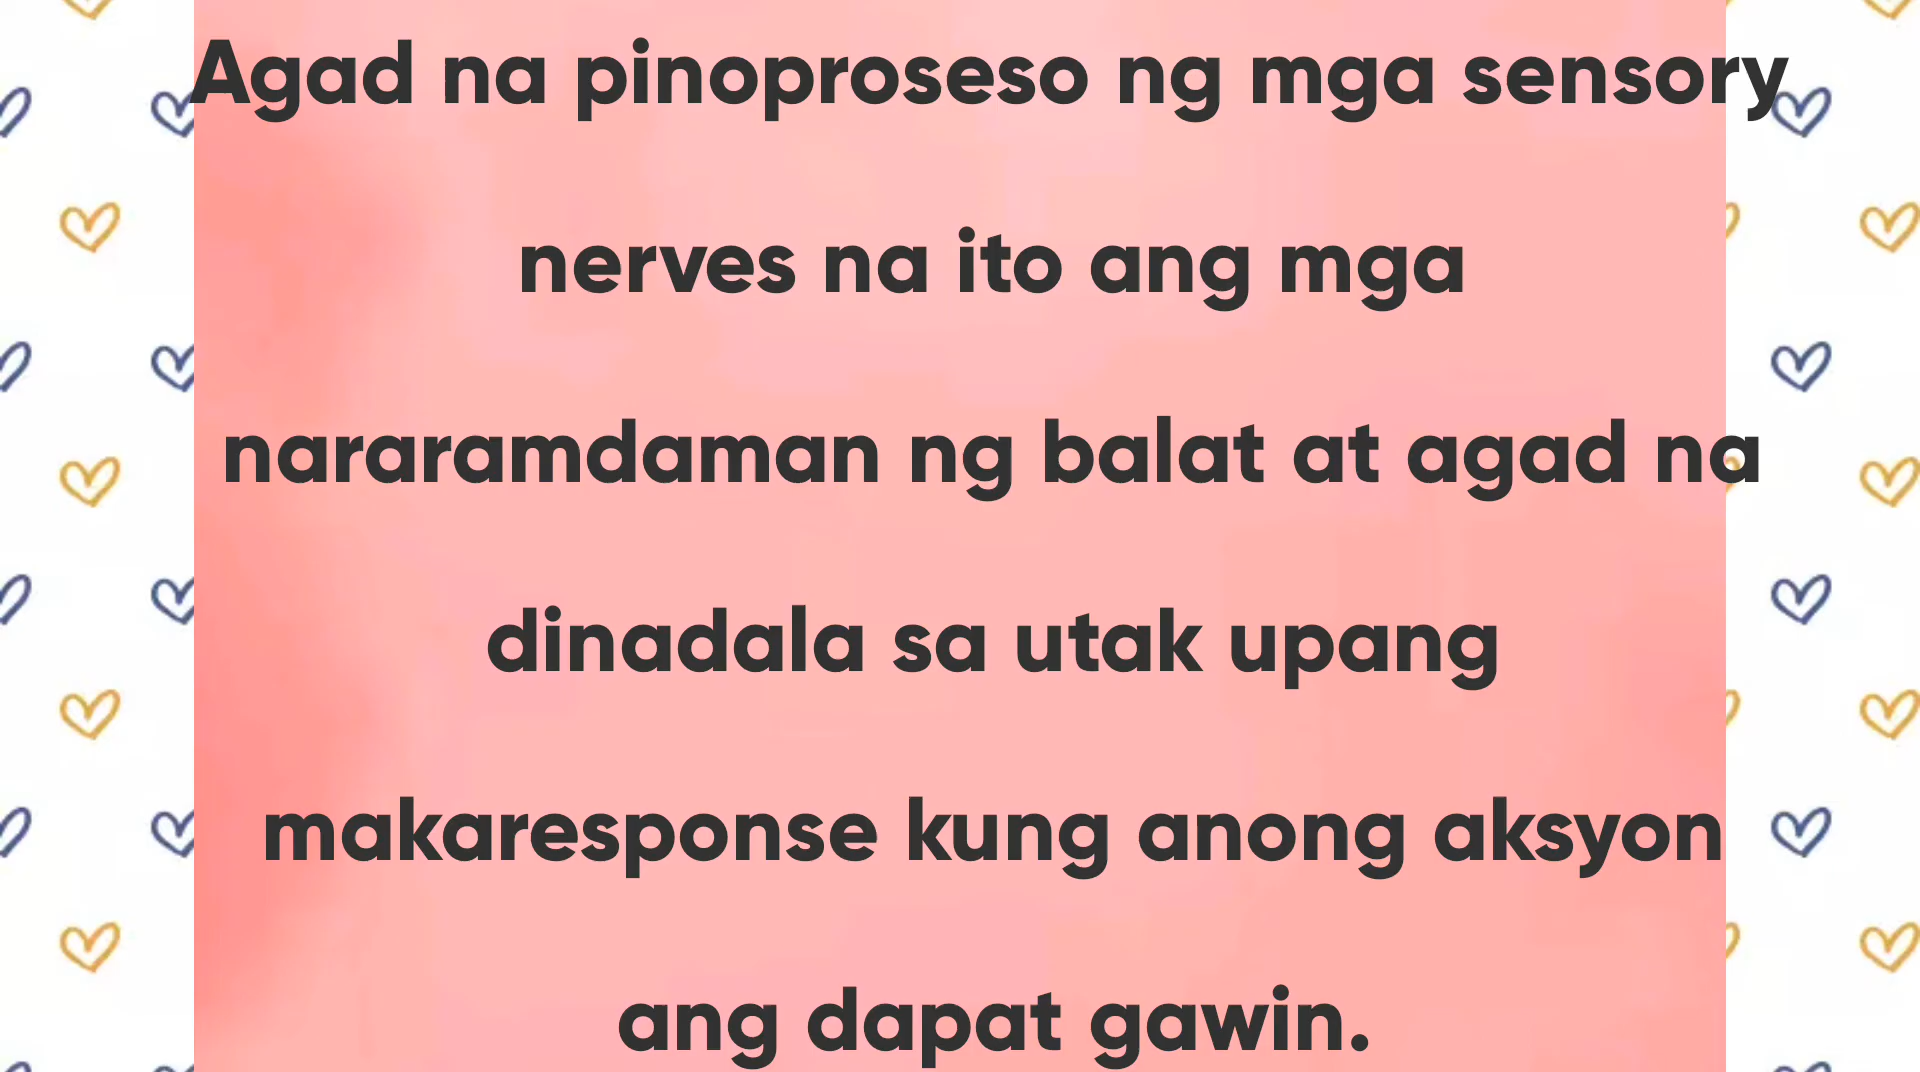 Agad na pinoproseso ng mga sensory
nerves na ito ang mga
nararamdaman ng balat at agad na
dinadala sa utak upang
makaresponse kung anong aksyon
ang dapat gawin.